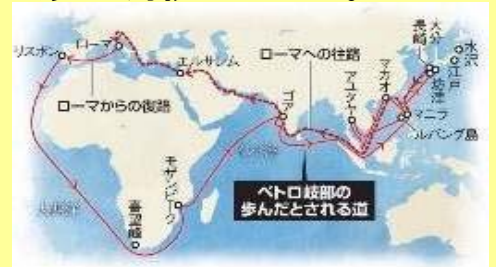 リスボン
ローマ
エルサレム
ローマへの往路
ローマからの復路
ゴア
アユタヤ
マカオ
長崎
大分
水沢
江戸
坊津
マニラ
ルバング島
モザンビーク
喜望峰
ペトロ岐部の
歩んだとされる道